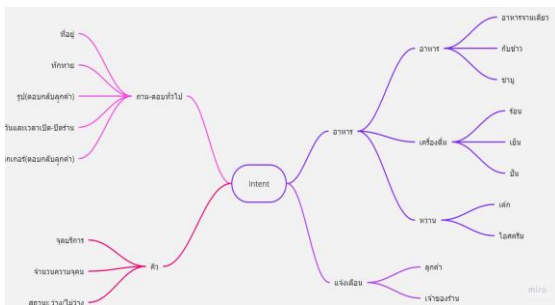 ที่อยู่
ทักทาย
รูป(ตอบกลับลูกค้า)
วันและเวลาเปิด-ปิดร้าน
กเกอร์(ตอบกลับลูกค้า)
ถาม-ตอบทั่วไป
จุดบริการ
จำนวนความจุคน
สถานะ ว่าง/ไม่ว่าง
คิว
intent
อาหาร
อาหาร
อาหารจานเดียว
กับข้าว
ชาบู
เครื่องดื่ม
ร้อน
เย็น
ปั่น
หวาน
เค้ก
ไอศครีม
แจ้งเตือน
ลูกค้า
เจ้าของร้าน
miro